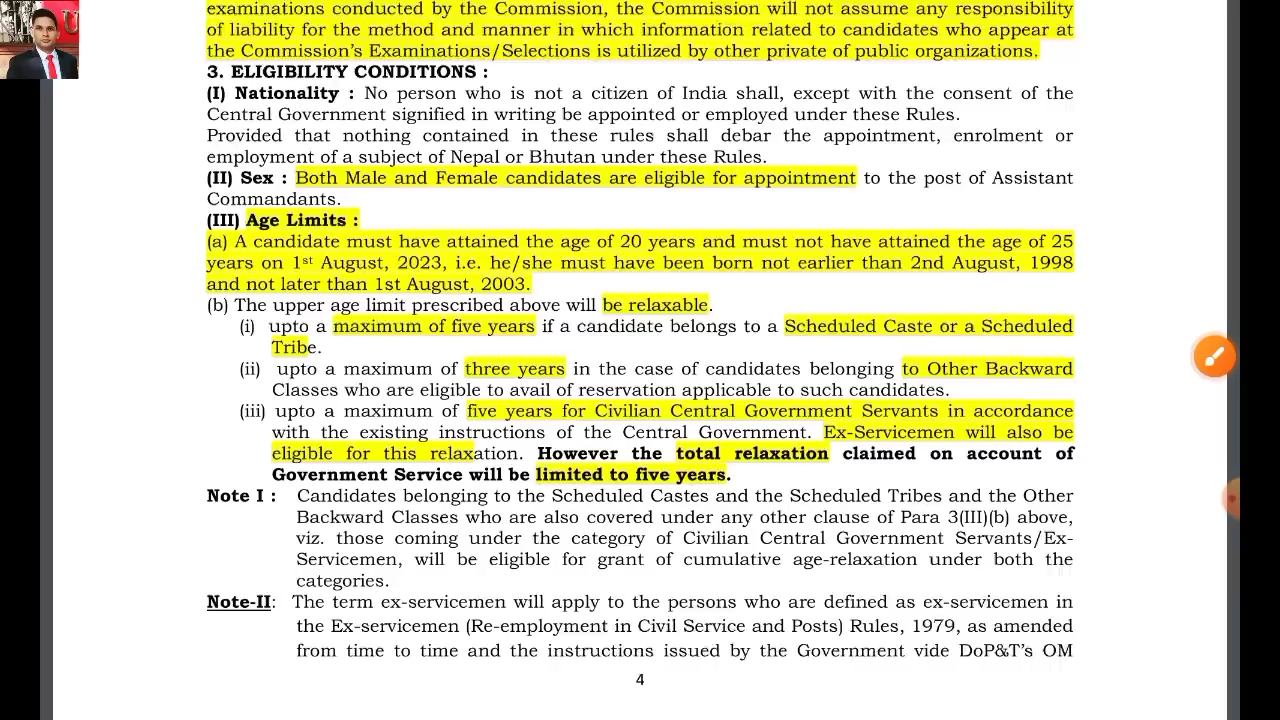 examinations conducted by the Commission, the Commission will not assume any responsibility
of liability for the method and manner in which information related to candidates who appear at
the Commission's Examinations/Selections is utilized by other private of public organizations.
3. ELIGIBILITY CONDITIONS :
(I) Nationality : No person who is not a citizen of India shall, except with the consent of the
Central Government signified in writing be appointed or employed under these Rules.
Provided that nothing contained in these rules shall debar the appointment, enrolment or
employment of a subject of Nepal or Bhutan under these Rules.
(II) Sex : Both Male and Female candidates are eligible for appointment to the post of Assistant
Commandants.
(III) Age Limits :
(a) A candidate must have attained the age of 20 years and must not have attained the age of 25
years on 1st August, 2023, i.e. he/she must have been born not earlier than 2nd August, 1998
and not later than 1st August, 2003.
(b) The upper age limit prescribed above will be relaxable.
(i) upto a maximum of five years if a candidate belongs to a Scheduled Caste or a Scheduled
Tribe.
(ii) upto a maximum of three years in the case of candidates belonging to Other Backward
Classes who are eligible to avail of reservation applicable to such candidates.
(iii) upto a maximum of five years for Civilian Central Government Servants in accordance
with the existing instructions of the Central Government. Ex-Servicemen will also be
eligible for this relaxation. However the total relaxation claimed on account of
Government Service will be limited to five years.
Note I : Candidates belonging to the Scheduled Castes and the Scheduled Tribes and the Other
Backward Classes who are also covered under any other clause of Para 3(III)(b) above,
viz. those coming under the category of Civilian Central Government Servants/Ex-
Servicemen, will be eligible for grant of cumulative age-relaxation under both the
categories.
Note-II: The term ex-servicemen will apply to the persons who are defined as ex-servicemen in
the Ex-servicemen (Re-employment in Civil Service and Posts) Rules, 1979, as amended
from time to time and the instructions issued by the Government vide DoP&T's OM
4